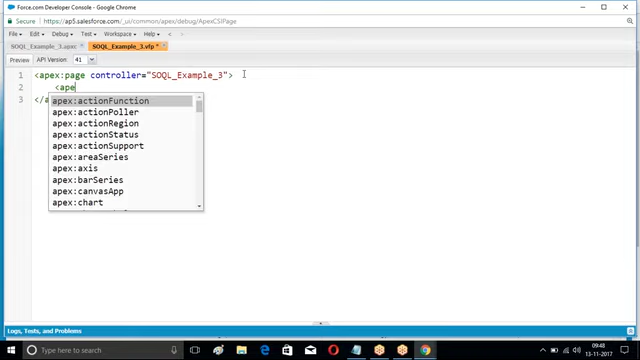 Force.com Developer Console - Google Chrome
Secure https://ap5.salesforce.com/_ui/common/apex/debug/ApexCSIPage
File Edit Debug Test Workspace Help < >
SOQL_Example_3.apxc SOQL_Example_3.vfp *
Preview API Version 41
1 <apex:page controller="SOQL_Example_3">
2 <ape
3 </a
apex:actionFunction
apex:actionPoller
apex:actionRegion
apex:actionStatus
apex:actionSupport
apex:areaSeries
apex:axis
apex:barSeries
apex:canvasApp
apex:chart
Logs, Tests, and Problems
Type here to search
09:48
13-11-2017